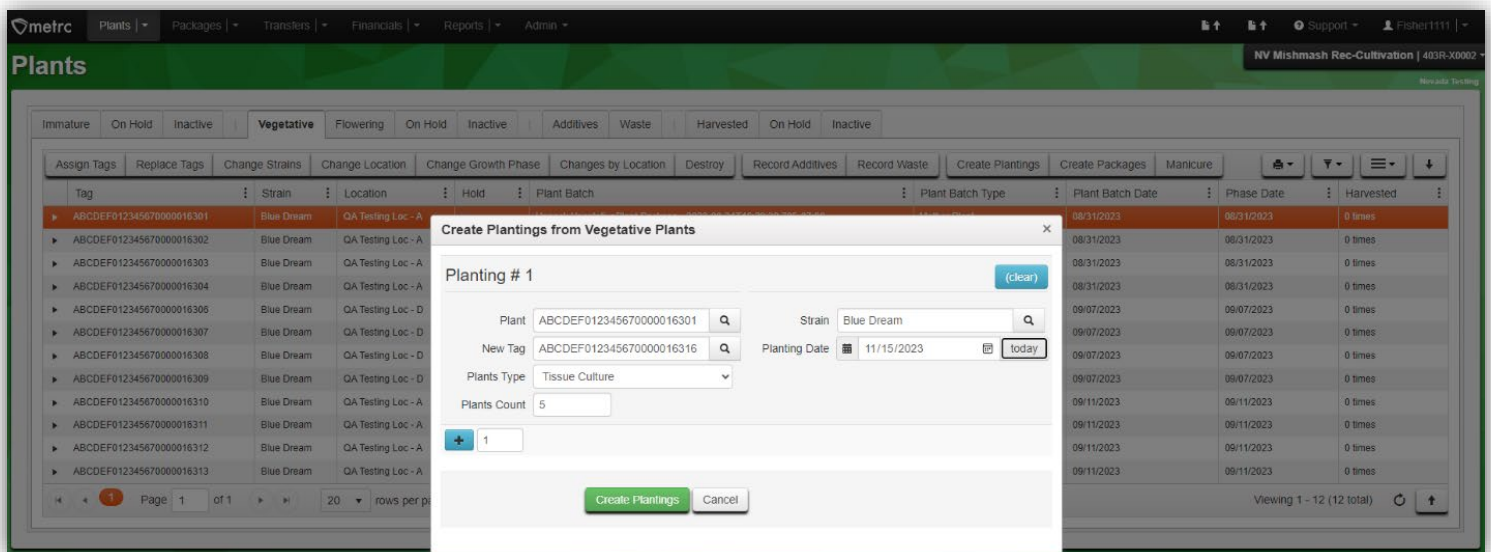 metrc Plants Packages Transfers Financials Reports Admin Support Fisher1111
Plants
NV Mishmash Rec-Cultivation | 403R-X0002
Nevada Testing
Immature On Hold Inactive Vegetative Flowering On Hold Inactive Additives Waste Harvested On Hold Inactive
Assign Tags Replace Tags Change Strains Change Location Change Growth Phase Changes by Location Destroy Record Additives Record Waste Create Plantings Create Packages Manicure
Tag Strain Location Hold Plant Batch Plant Batch Type Plant Batch Date Phase Date Harvested
ABCDEF012345670000016301 Blue Dream QA Testing Loc - A 08/31/2023 08/31/2023 0 times
ABCDEF012345670000016302 Blue Dream QA Testing Loc - A 08/31/2023 08/31/2023 0 times
ABCDEF012345670000016303 Blue Dream QA Testing Loc - A 08/31/2023 08/31/2023 0 times
ABCDEF012345670000016304 Blue Dream QA Testing Loc - A 08/31/2023 08/31/2023 0 times
ABCDEF012345670000016306 Blue Dream QA Testing Loc - D 09/07/2023 09/07/2023 0 times
ABCDEF012345670000016307 Blue Dream QA Testing Loc - D 09/07/2023 09/07/2023 0 times
ABCDEF012345670000016308 Blue Dream QA Testing Loc - D 09/07/2023 09/07/2023 0 times
ABCDEF012345670000016309 Blue Dream QA Testing Loc - D 09/07/2023 09/07/2023 0 times
ABCDEF012345670000016310 Blue Dream QA Testing Loc - A 09/11/2023 09/11/2023 0 times
ABCDEF012345670000016311 Blue Dream QA Testing Loc - A 09/11/2023 09/11/2023 0 times
ABCDEF012345670000016312 Blue Dream QA Testing Loc - A 09/11/2023 09/11/2023 0 times
ABCDEF012345670000016313 Blue Dream QA Testing Loc - A 09/11/2023 09/11/2023 0 times
1 Page 1 of 1 20 rows per Viewing 1 - 12 (12 total)
Create Plantings from Vegetative Plants ×
Planting # 1 (clear)
Plant ABCDEF012345670000016301 Strain Blue Dream
New Tag ABCDEF012345670000016316 Planting Date 11/15/2023 today
Plants Type Tissue Culture
Plants Count 5
+ 1
Create Plantings Cancel